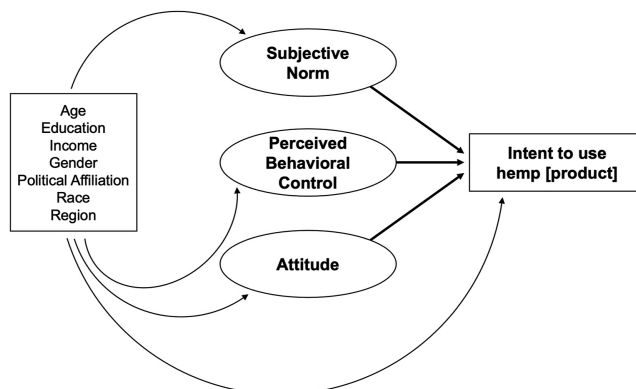 Subjective
Norm
Age
Education
Income
Gender
Political Affiliation
Race
Region
Perceived
Behavioral
Control
Intent to use
hemp [product]
Attitude